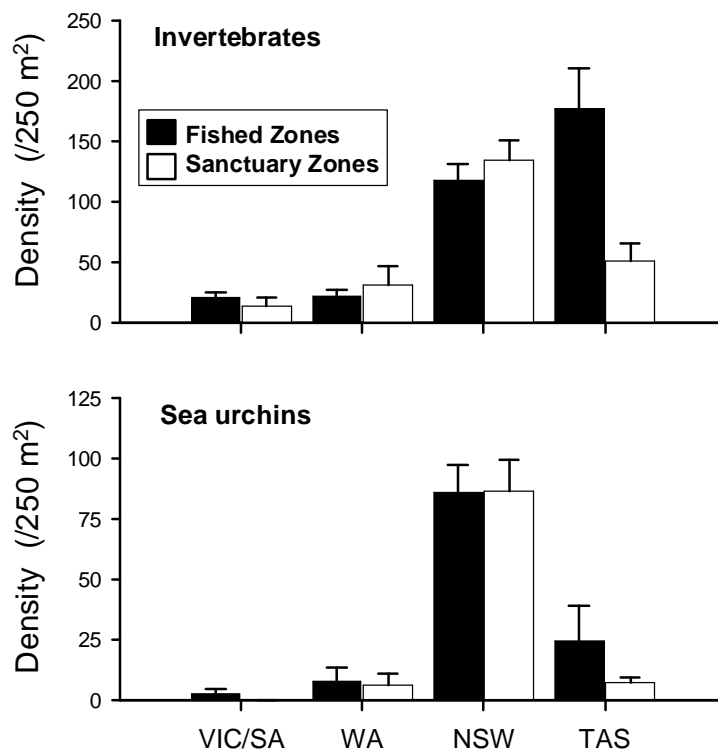 Invertebrates
Fished Zones
Sanctuary Zones
Density (/250 m²)
250
200
150
100
50
0
Sea urchins
Density (/250 m²)
125
100
75
50
25
0
VIC/SA WA NSW TAS